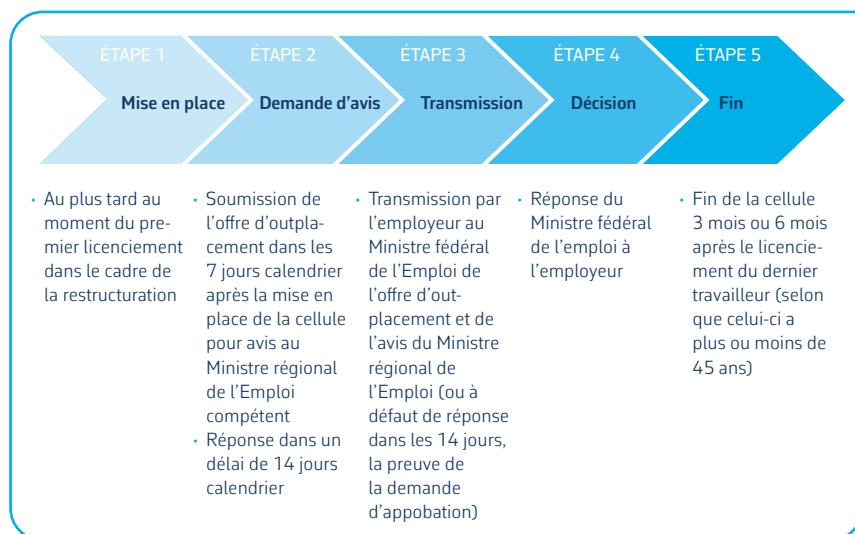 ÉTAPE 1
Mise en place
ÉTAPE 2
Demande d’avis
ÉTAPE 3
Transmission
ÉTAPE 4
Décision
ÉTAPE 5
Fin
• Au plus tard au
moment du pre-
mier licenciement
dans le cadre de
la restructuration
• Soumission de
l’offre d’outpla-
cement dans les
7 jours calendrier
après la mise en
place de la cellule
pour avis au
Ministre régional
de l’Emploi
compétent
• Réponse dans un
délai de 14 jours
calendrier
• Transmission par
l’employeur au
Ministre fédéral
de l’Emploi de
l’offre d’out-
placement et de
l’avis du Ministre
régional de
l’Emploi (ou à
défaut de réponse
dans les 14 jours,
la preuve de
la demande
d’appobation)
• Réponse du
Ministre fédéral
de l’emploi à
l’employeur
• Fin de la cellule
3 mois ou 6 mois
après le licencie-
ment du dernier
travailleur (selon
que celui-ci a
plus ou moins de
45 ans)